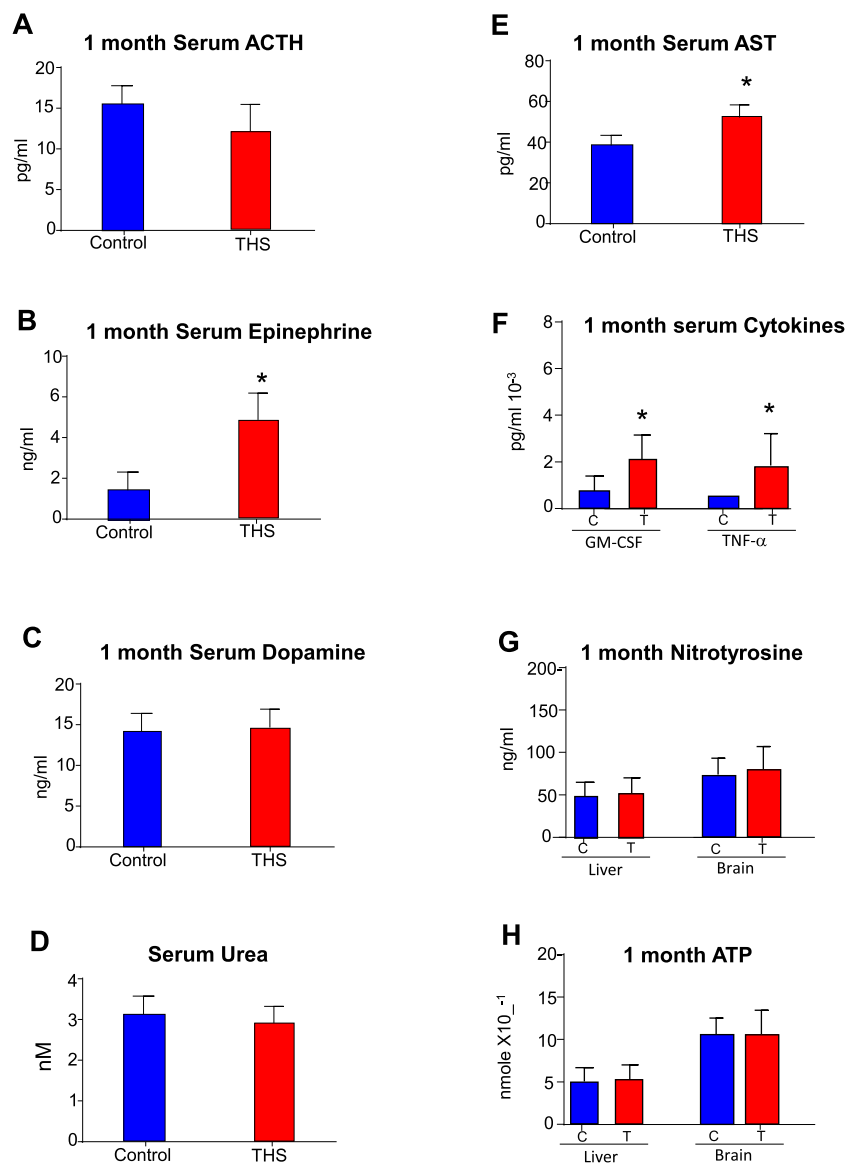 A
1 month Serum ACTH
20
15
10
5
0
pg/ml
Control THS
B
1 month Serum Epinephrine
10
6
4
2
0
ng/ml
*
Control THS
C
1 month Serum Dopamine
20
15
10
5
0
ng/ml
Control THS
D
Serum Urea
4
3
2
1
0
nM
Control THS
E
1 month Serum AST
80
60
40
20
0
pg/ml
*
Control THS
F
1 month serum Cytokines
8
6
4
2
0
pg/ml 10-3
* *
C T C T
GM-CSF TNF-α
G
1 month Nitrotyrosine
200
150
100
50
0
ng/ml
C T C T
Liver Brain
H
1 month ATP
20
15
10
5
0
nmole X10_-1
C T C T
Liver Brain